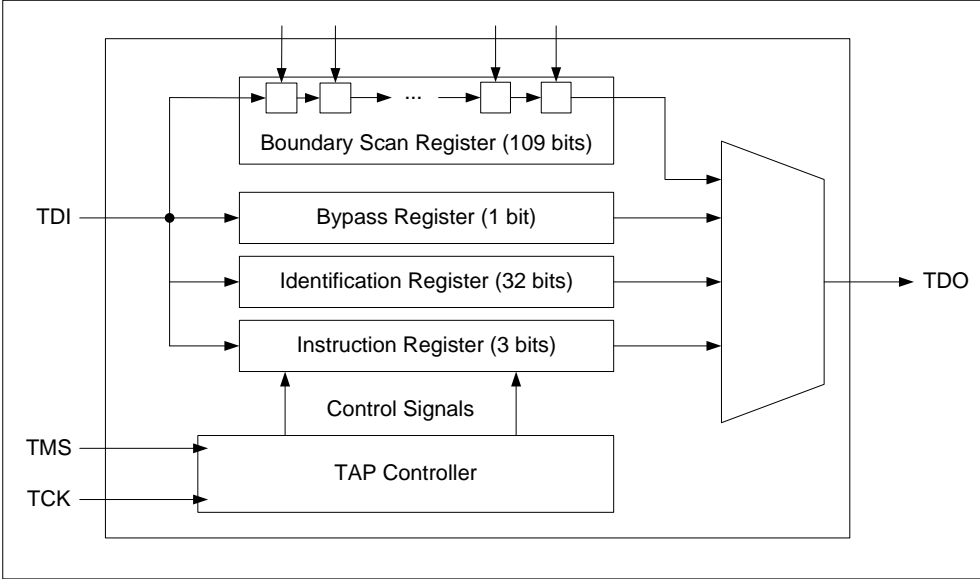 ...
Boundary Scan Register (109 bits)
TDI
Bypass Register (1 bit)
Identification Register (32 bits)
TDO
Instruction Register (3 bits)
Control Signals
TMS
TAP Controller
TCK